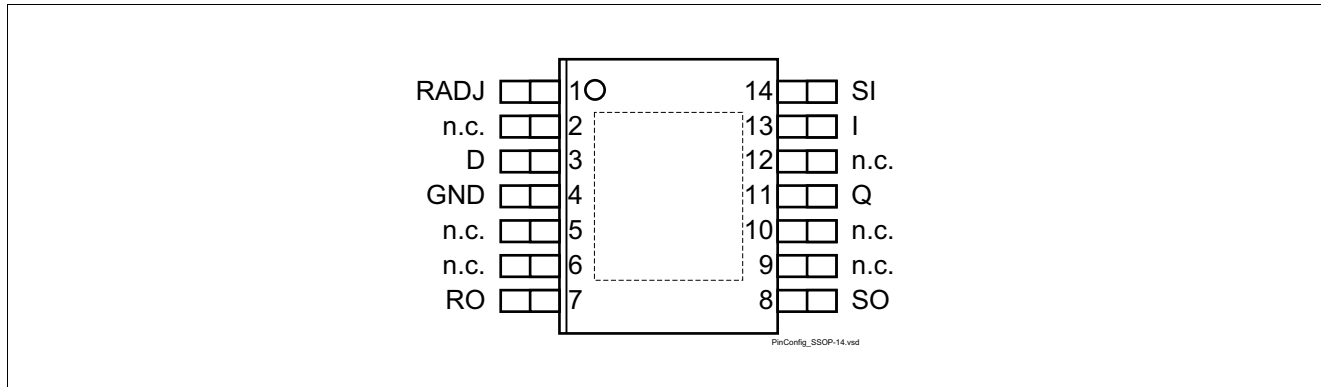 RADJ 1 14 SI
n.c. 2 13 I
D 3 12 n.c.
GND 4 11 Q
n.c. 5 10 n.c.
n.c. 6 9 n.c.
RO 7 8 SO
PinConfig_SSOP-14.vsd